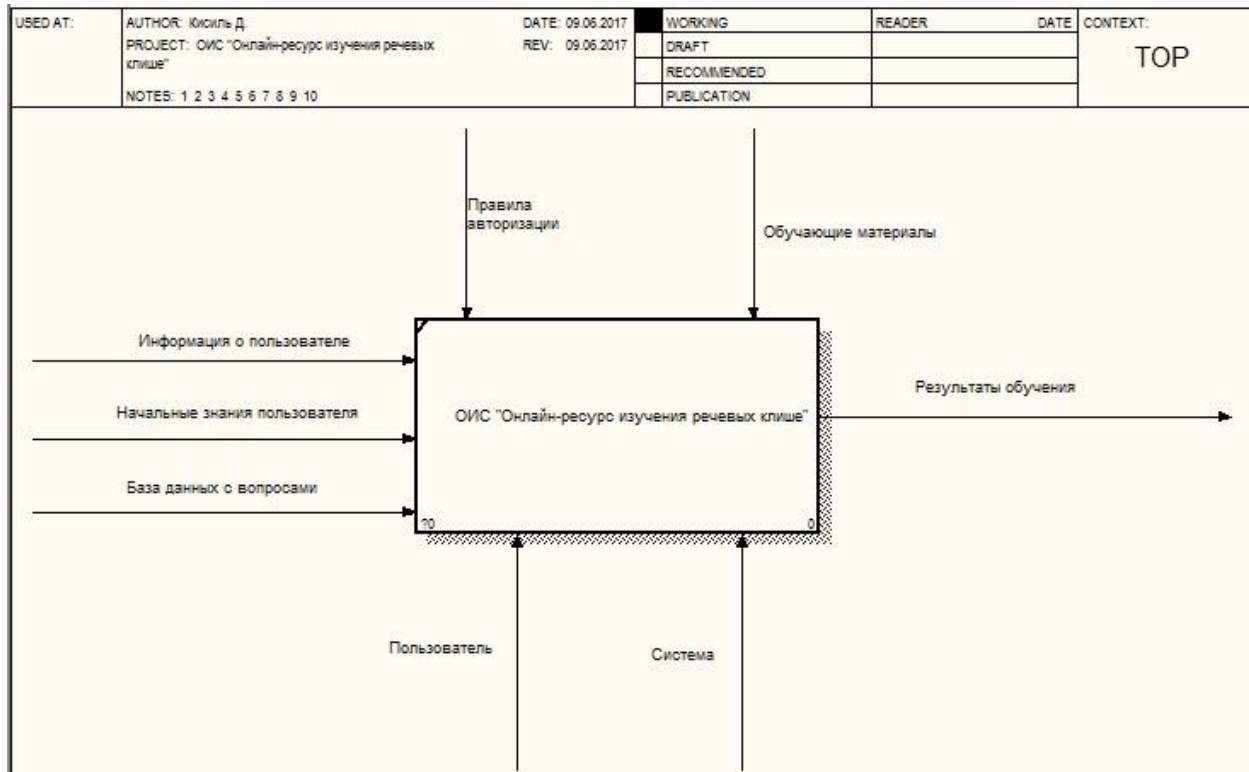 USED AT:
AUTHOR: Кисиль Д.
DATE: 09.06.2017
PROJECT: ОИС "Онлайн-ресурс изучения речевых
клише"
REV: 09.06.2017
NOTES: 1 2 3 4 5 6 7 8 9 10
WORKING
DRAFT
RECOMMENDED
PUBLICATION
READER
DATE
CONTEXT:
TOP
Правила
авторизации
Обучающие материалы
Информация о пользователе
Начальные знания пользователя
База данных с вопросами
ОИС "Онлайн-ресурс изучения речевых клише"
?0
0
Результаты обучения
Пользователь
Система